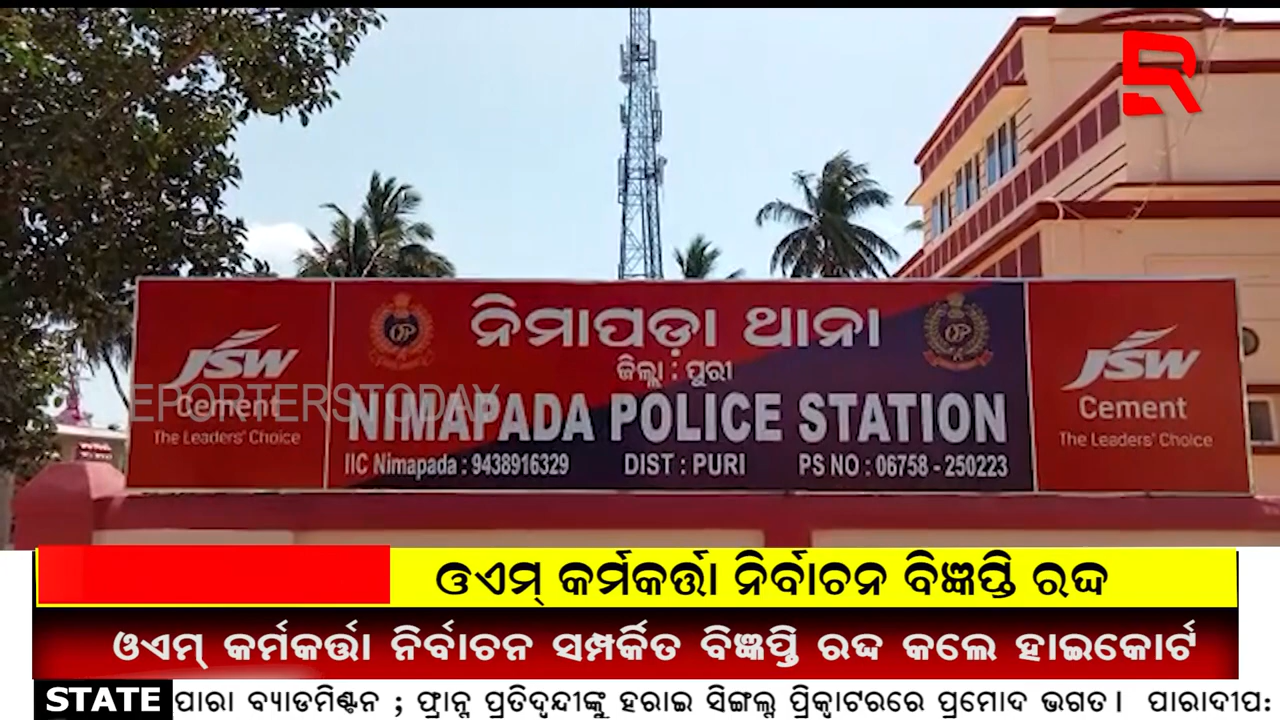 JSW
Cement
The Leaders' Choice
ନିମାପଡ଼ା ଥାନା
ଜିଲ୍ଲା : ପୁରୀ
NIMAPADA POLICE STATION
IIC Nimapada : 9438916329 DIST : PURI PS NO : 06758 - 250223
JSW
Cement
The Leaders' Choice
EPORTERSTODAY
ଓଏମ୍ କର୍ମକର୍ତ୍ତା ନିର୍ବାଚନ ବିଜ୍ଞପ୍ତି ରଦ୍ଦ
ଓଏମ୍ କର୍ମକର୍ତ୍ତା ନିର୍ବାଚନ ସମ୍ପର୍କିତ ବିଜ୍ଞପ୍ତି ରଦ୍ଦ କଲେ ହାଇକୋର୍ଟ
STATE ପାରା ବ୍ୟାଡମିଣ୍ଟନ ; ଫ୍ରାନ୍ସ ପ୍ରତିଦ୍ୱନ୍ଦୀଙ୍କୁ ହରାଇ ସିଙ୍ଗଲ୍ସ ପ୍ରିକ୍ୱାଟରରେ ପ୍ରମୋଦ ଭଗତ। ପାରାଦୀପ: